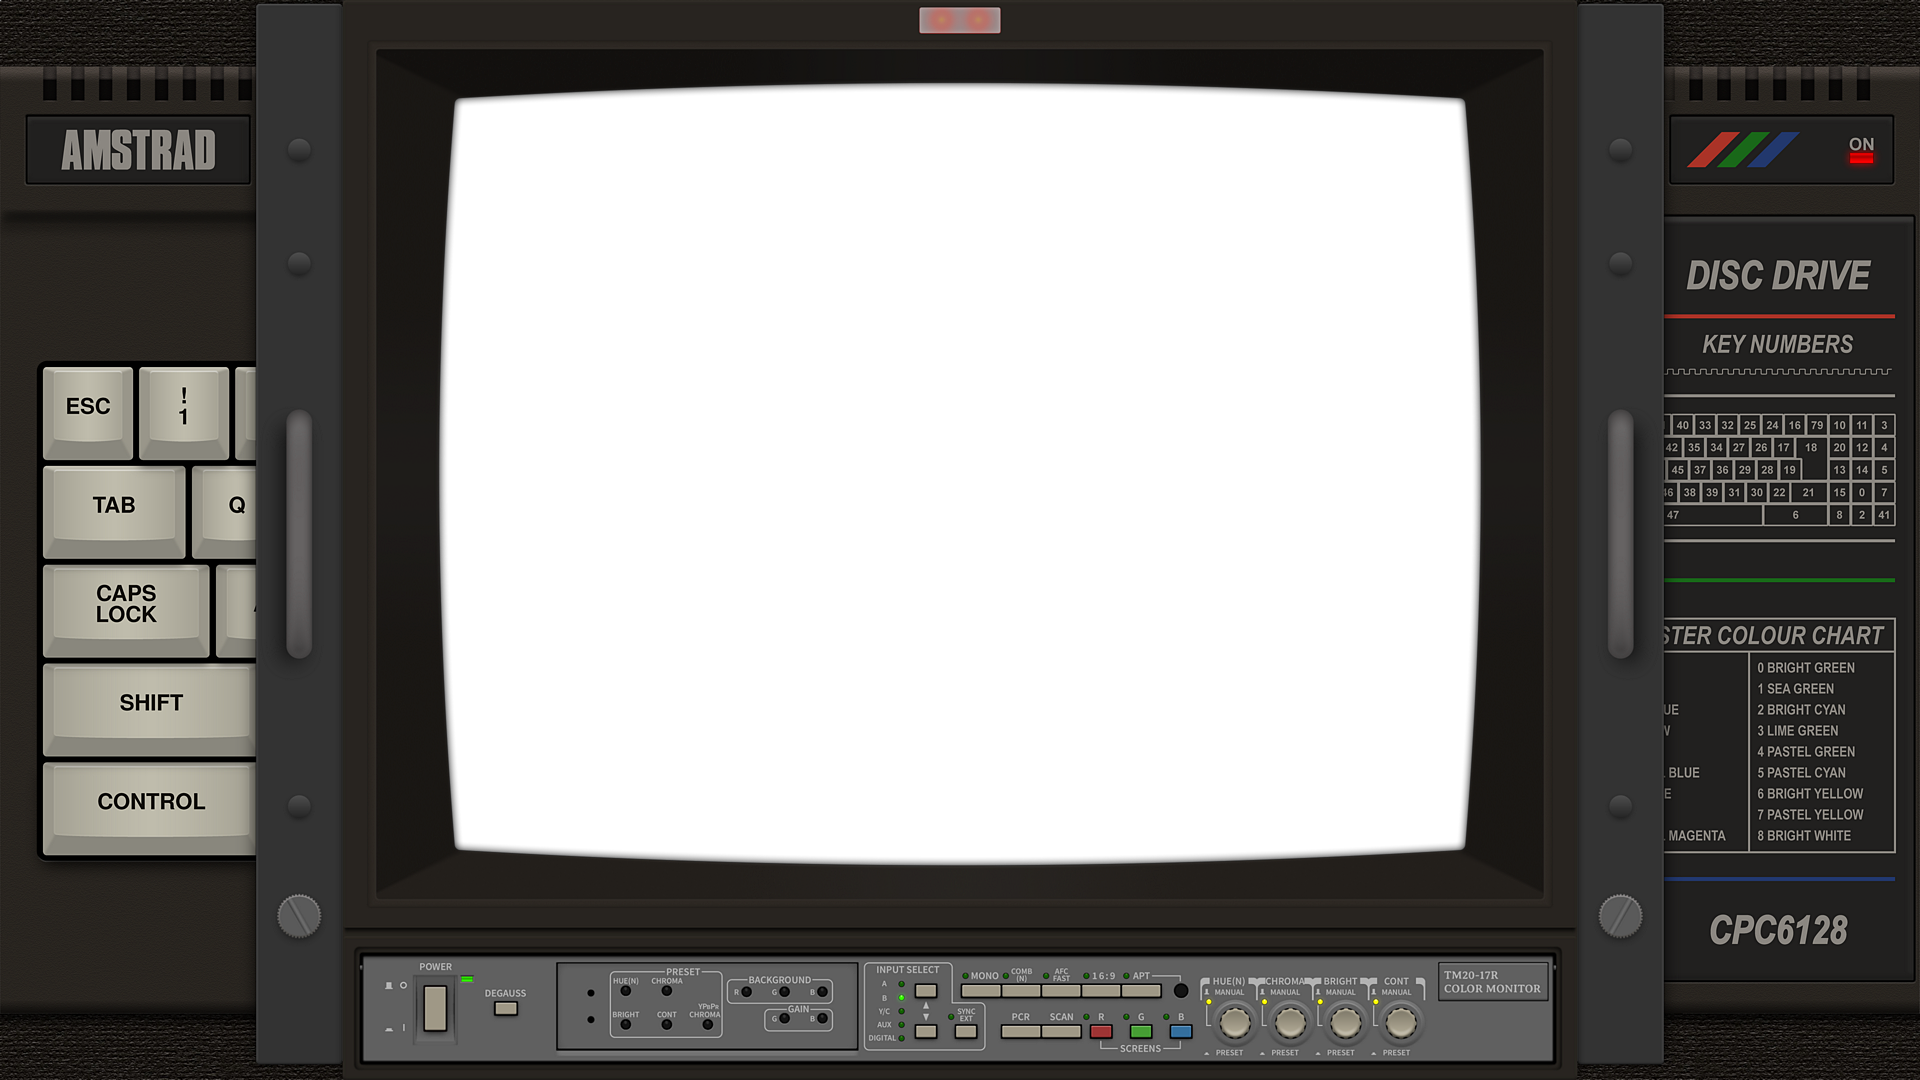 AMSTRAD
ESC
!
1
TAB
Q
CAPS
LOCK
SHIFT
CONTROL
ON
DISC DRIVE
KEY NUMBERS
40 33 32 25 24 16 79 10 11 3
42 35 34 27 26 17 18 20 12 4
45 37 36 29 28 19 13 14 5
46 38 39 31 30 22 21 15 0 7
47 6 8 2 41
STER COLOUR CHART
0 BRIGHT GREEN
1 SEA GREEN
UE 2 BRIGHT CYAN
W 3 LIME GREEN
4 PASTEL GREEN
L BLUE 5 PASTEL CYAN
E 6 BRIGHT YELLOW
7 PASTEL YELLOW
L MAGENTA 8 BRIGHT WHITE
CPC6128
POWER
DEGAUSS
PRESET
HUE(N) CHROMA
BRIGHT CONT YPBPR
CHROMA
BACKGROUND
R G B
GAIN
G B
INPUT SELECT
A
B
Y/C
AUX
DIGITAL
SYNC
EXT
MONO COMB
(N) AFC
FAST 16:9 APT
PCR SCAN R G B
SCREENS
HUE(N) CHROMA BRIGHT CONT
MANUAL MANUAL MANUAL MANUAL
PRESET PRESET PRESET PRESET
TM20-17R
COLOR MONITOR